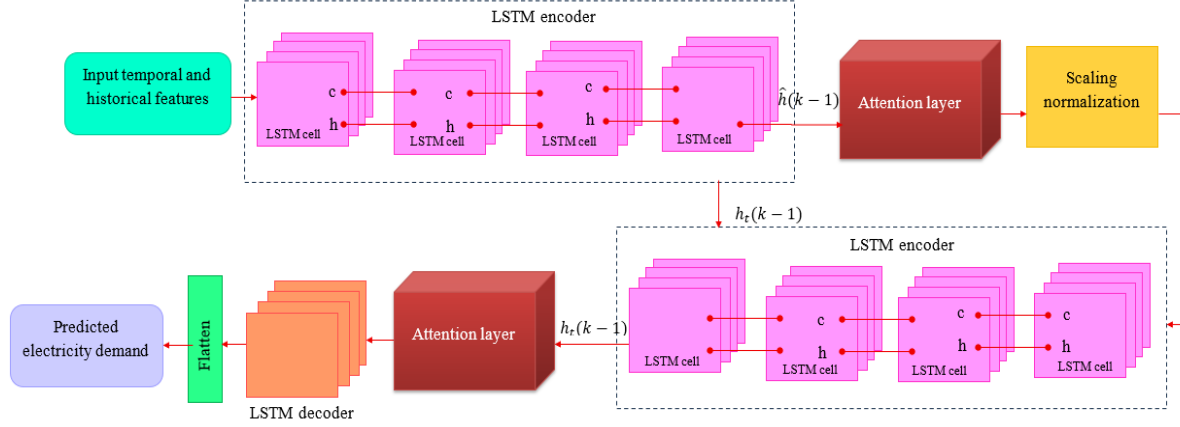 LSTM encoder
Input temporal and
historical features
c
h
LSTM cell
c
h
LSTM cell
c
h
LSTM cell
LSTM cell
ĥ(k − 1)
Attention layer
Scaling
normalization
hₜ(k − 1)
LSTM encoder
LSTM cell
c
h
LSTM cell
c
h
LSTM cell
c
h
LSTM cell
hₜ(k − 1)
Attention layer
LSTM decoder
Flatten
Predicted
electricity demand